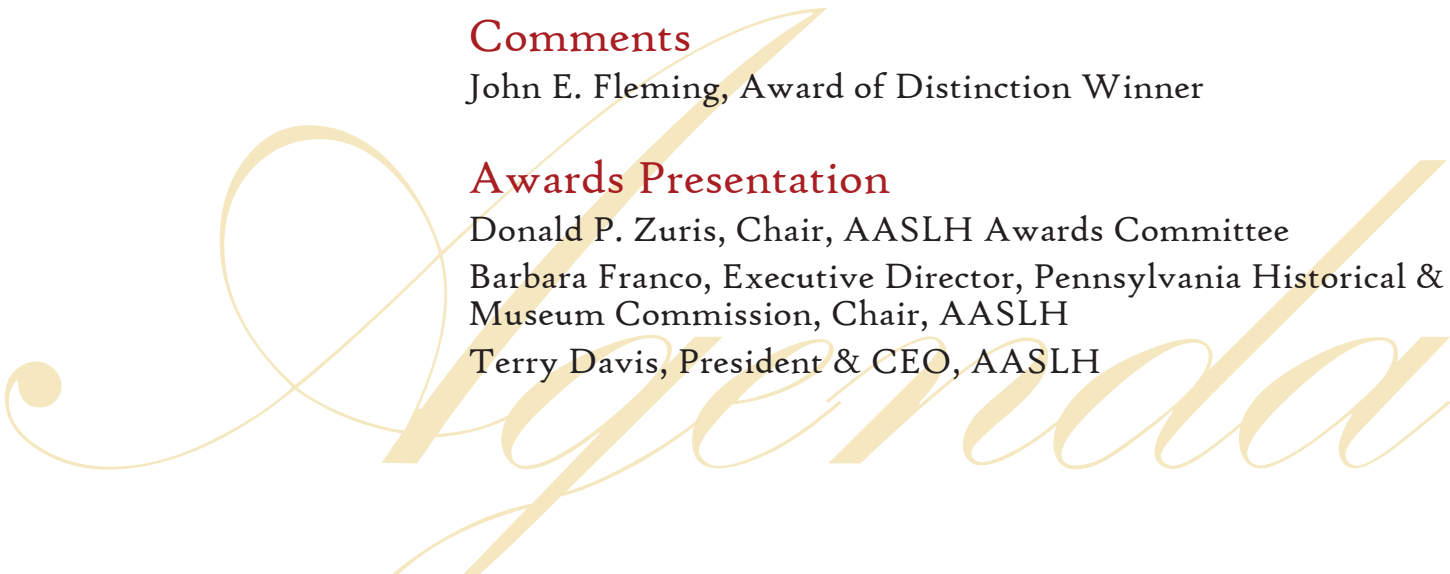 Comments
John E. Fleming, Award of Distinction Winner
Awards Presentation
Donald P. Zuris, Chair, AASLH Awards Committee
Barbara Franco, Executive Director, Pennsylvania Historical &
Museum Commission, Chair, AASLH
Terry Davis, President & CEO, AASLH
Agenda